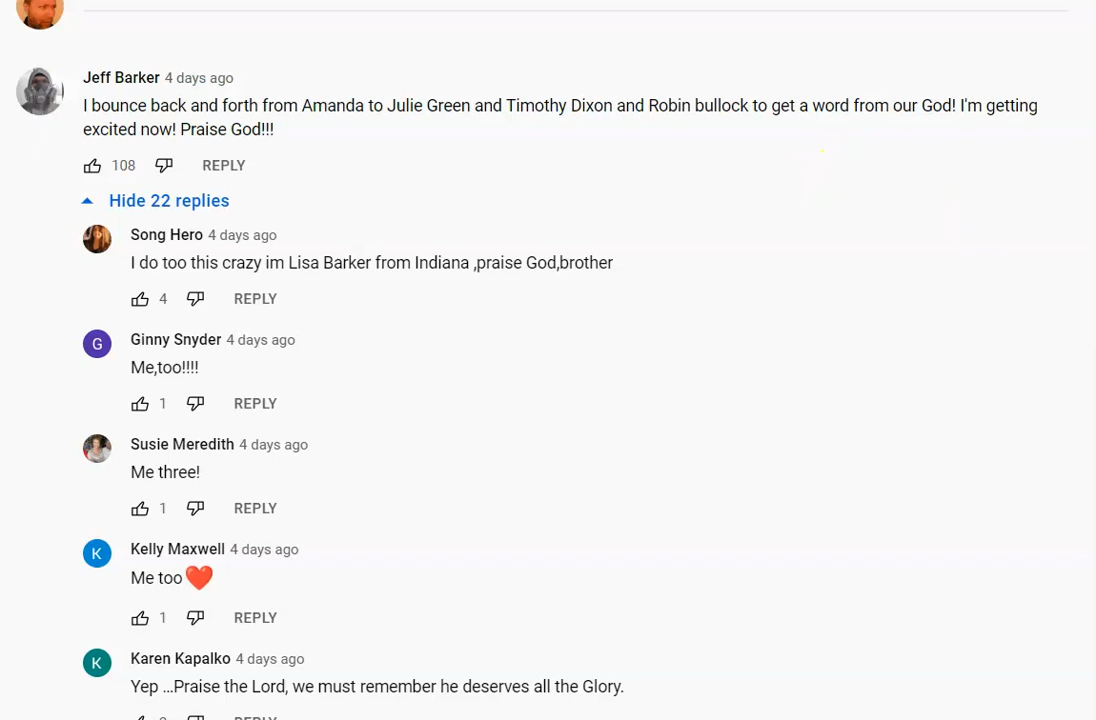 Jeff Barker 4 days ago
I bounce back and forth from Amanda to Julie Green and Timothy Dixon and Robin bullock to get a word from our God! I'm getting
excited now! Praise God!!!
108 REPLY
Hide 22 replies
Song Hero 4 days ago
I do too this crazy im Lisa Barker from Indiana ,praise God,brother
4 REPLY
G
Ginny Snyder 4 days ago
Me,too!!!!
1 REPLY
Susie Meredith 4 days ago
Me three!
1 REPLY
K
Kelly Maxwell 4 days ago
Me too❤️
1 REPLY
K
Karen Kapalko 4 days ago
Yep ...Praise the Lord, we must remember he deserves all the Glory.
REPLY